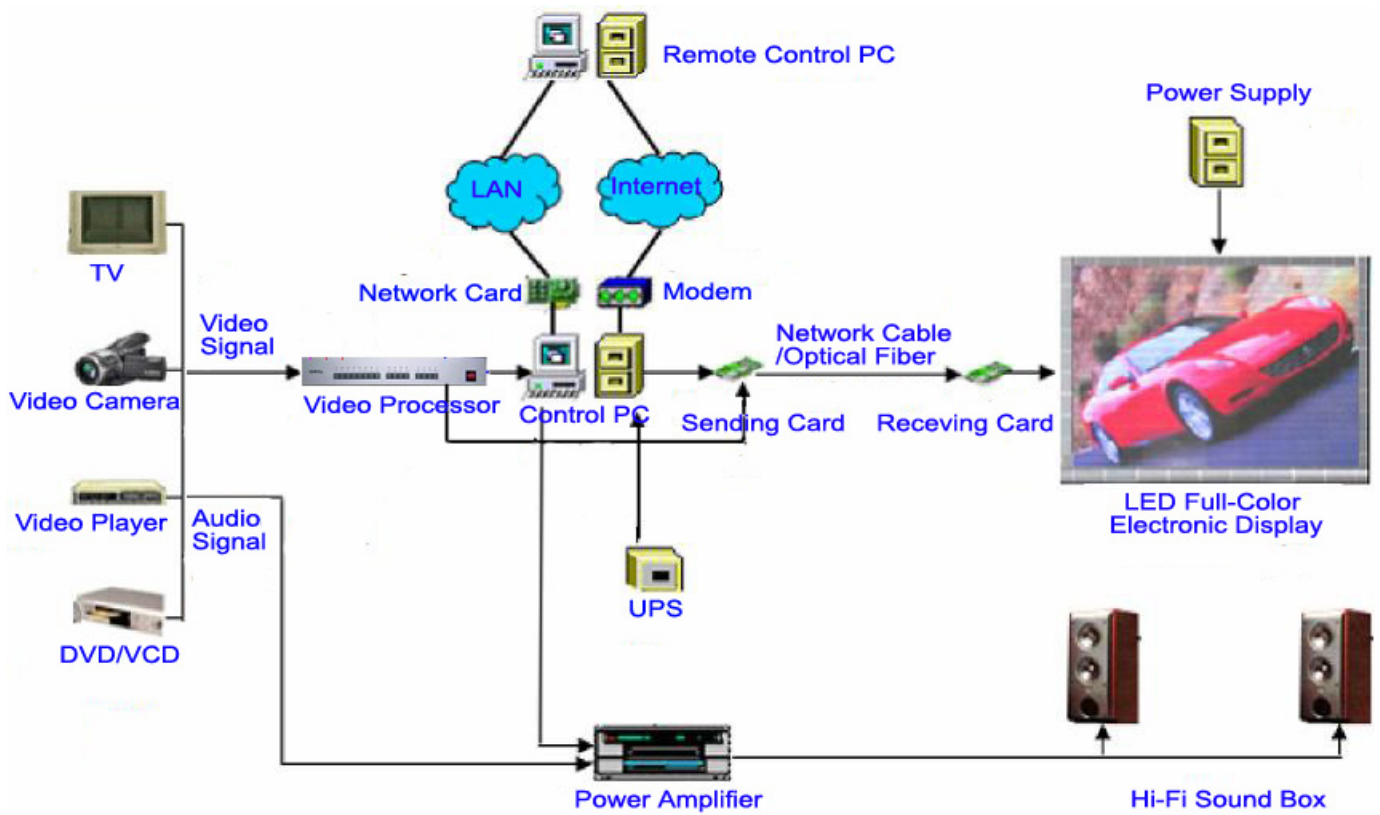 Remote Control PC
Power Supply
LAN
Internet
TV
Network Card
Modem
Video
Signal
Network Cable
/Optical Fiber
Video Camera
Video Processor
Control PC
Sending Card
Receving Card
LED Full-Color
Electronic Display
Video Player
Audio
Signal
UPS
DVD/VCD
Power Amplifier
Hi-Fi Sound Box